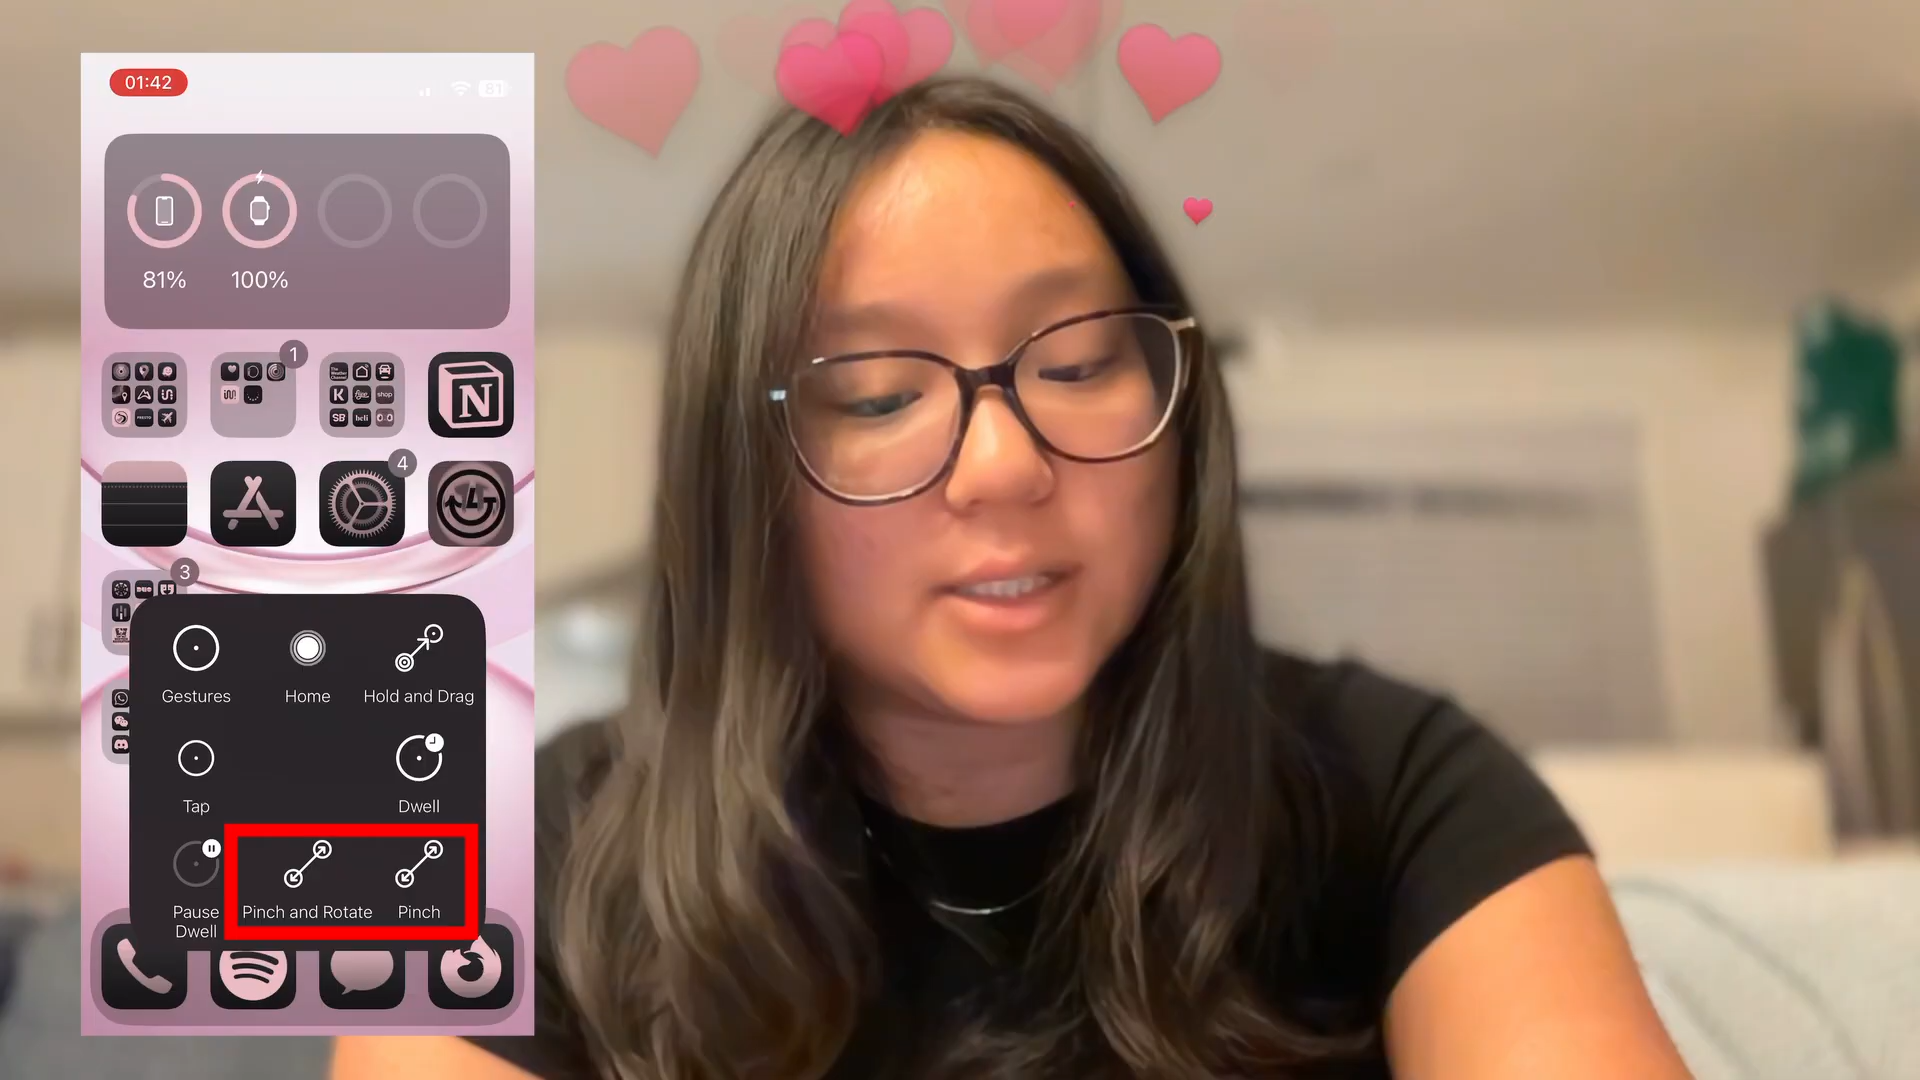 01:42
81
81%
100%
1
N
4
3
Gestures
Home
Hold and Drag
Tap
Dwell
Pause
Dwell
Pinch and Rotate
Pinch